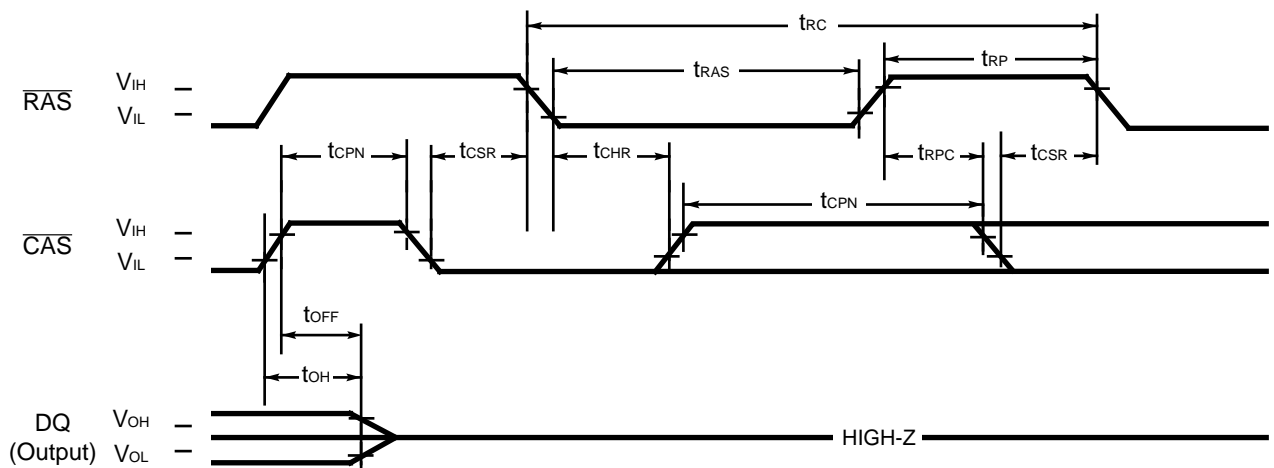 tRC
tRAS
tRP
RAS
VIH
VIL
tCPN
tCSR
tCHR
tRPC
tCSR
tCPN
CAS
VIH
VIL
tOFF
tOH
DQ
(Output)
VOH
VOL
HIGH-Z